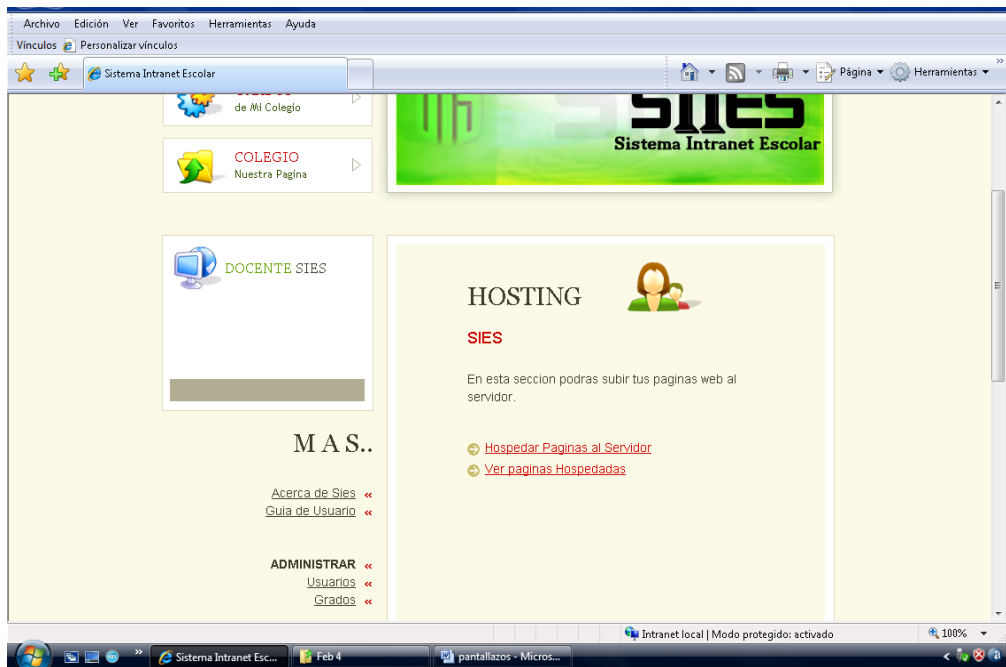 Archivo Edición Ver Favoritos Herramientas Ayuda
Vínculos Personalizar vínculos
Sistema Intranet Escolar
Página Herramientas
de Mi Colegio
COLEGIO
Nuestra Pagina
SIIES
Sistema Intranet Escolar
DOCENTE SIES
HOSTING
SIES
En esta seccion podras subir tus paginas web al
servidor.
Hospedar Paginas al Servidor
Ver paginas Hospedadas
M A S..
Acerca de Sies «
Guia de Usuario «
ADMINISTRAR «
Usuarios «
Grados «
Intranet local | Modo protegido: activado 100%
Sistema Intranet Esc... Feb 4 pantallazos - Micros...